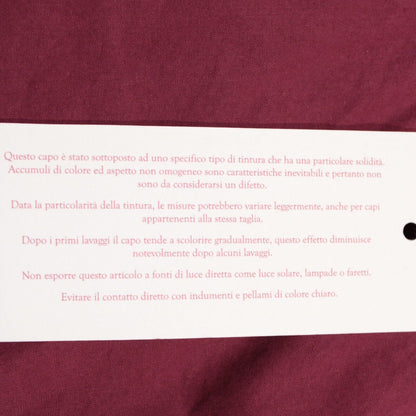 Questo capo è stato sottoposto ad uno specifico tipo di tintura che ha una particolare solidità.
Accumuli di colore ed aspetto non omogeneo sono caratteristiche inevitabili e pertanto non
sono da considerarsi un difetto.
Data la particolarità della tintura, le misure potrebbero variare leggermente, anche per capi
appartenenti alla stessa taglia.
Dopo i primi lavaggi il capo tende a scolorire gradualmente, questo effetto diminuisce
notevolmente dopo alcuni lavaggi.
Non esporre questo articolo a fonti di luce diretta come luce solare, lampade o faretti.
Evitare il contatto diretto con indumenti e pellami di colore chiaro.